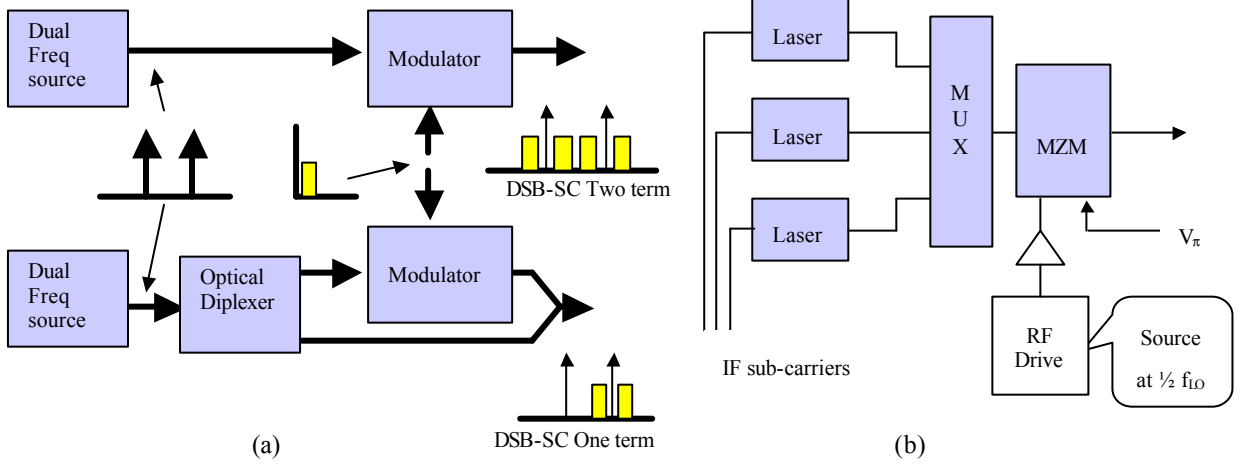 Dual
Freq
source
Modulator
DSB-SC Two term
Dual
Freq
source
Optical
Diplexer
Modulator
DSB-SC One term
(a)
Laser
Laser
Laser
M
U
X
MZM
Vπ
RF
Drive
Source
at ½ fLO
IF sub-carriers
(b)